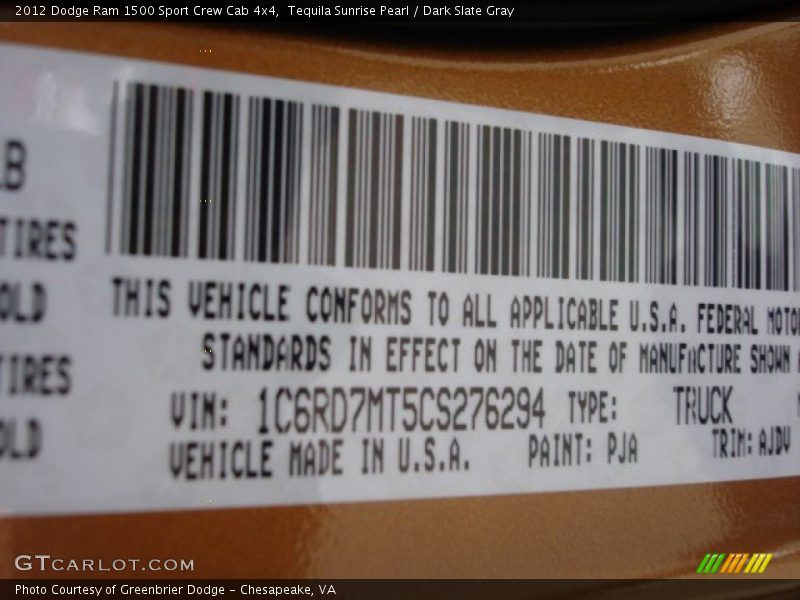 2012 Dodge Ram 1500 Sport Crew Cab 4x4,  Tequila Sunrise Pearl / Dark Slate Gray
LB
TIRES
OLD
TIRES
OLD
THIS VEHICLE CONFORMS TO ALL APPLICABLE U.S.A. FEDERAL MOTO
STANDARDS IN EFFECT ON THE DATE OF MANUFACTURE SHOWN
VIN: 1C6RD7MT5CS276294 TYPE: TRUCK
VEHICLE MADE IN U.S.A. PAINT: PJA TRIM: AJDV
GTCARLOT.COM
Photo Courtesy of Greenbrier Dodge – Chesapeake, VA